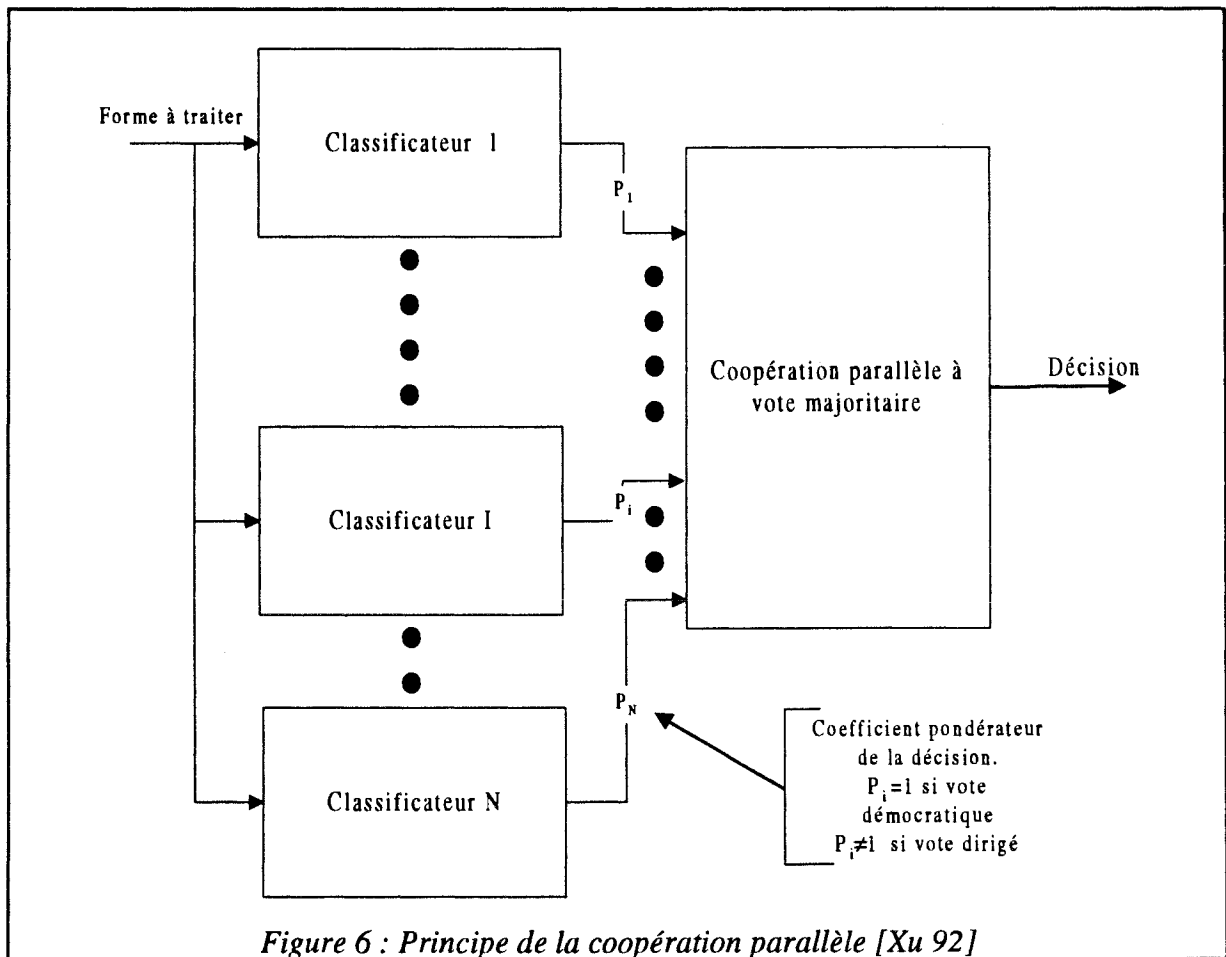 Forme à traiter
Classificateur 1
P1
Coopération parallèle à
vote majoritaire
Décision
Classificateur I
Pi
Classificateur N
PN
Coefficient pondérateur
de la décision.
Pi=1 si vote
démocratique
Pi≠1 si vote dirigé
Figure 6 : Principe de la coopération parallèle [Xu 92]